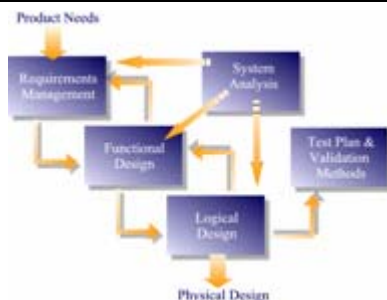 Product Needs
Requirements
Management
System
Analysis
Functional
Design
Test Plan &
Validation
Methods
Logical
Design
Physical Design